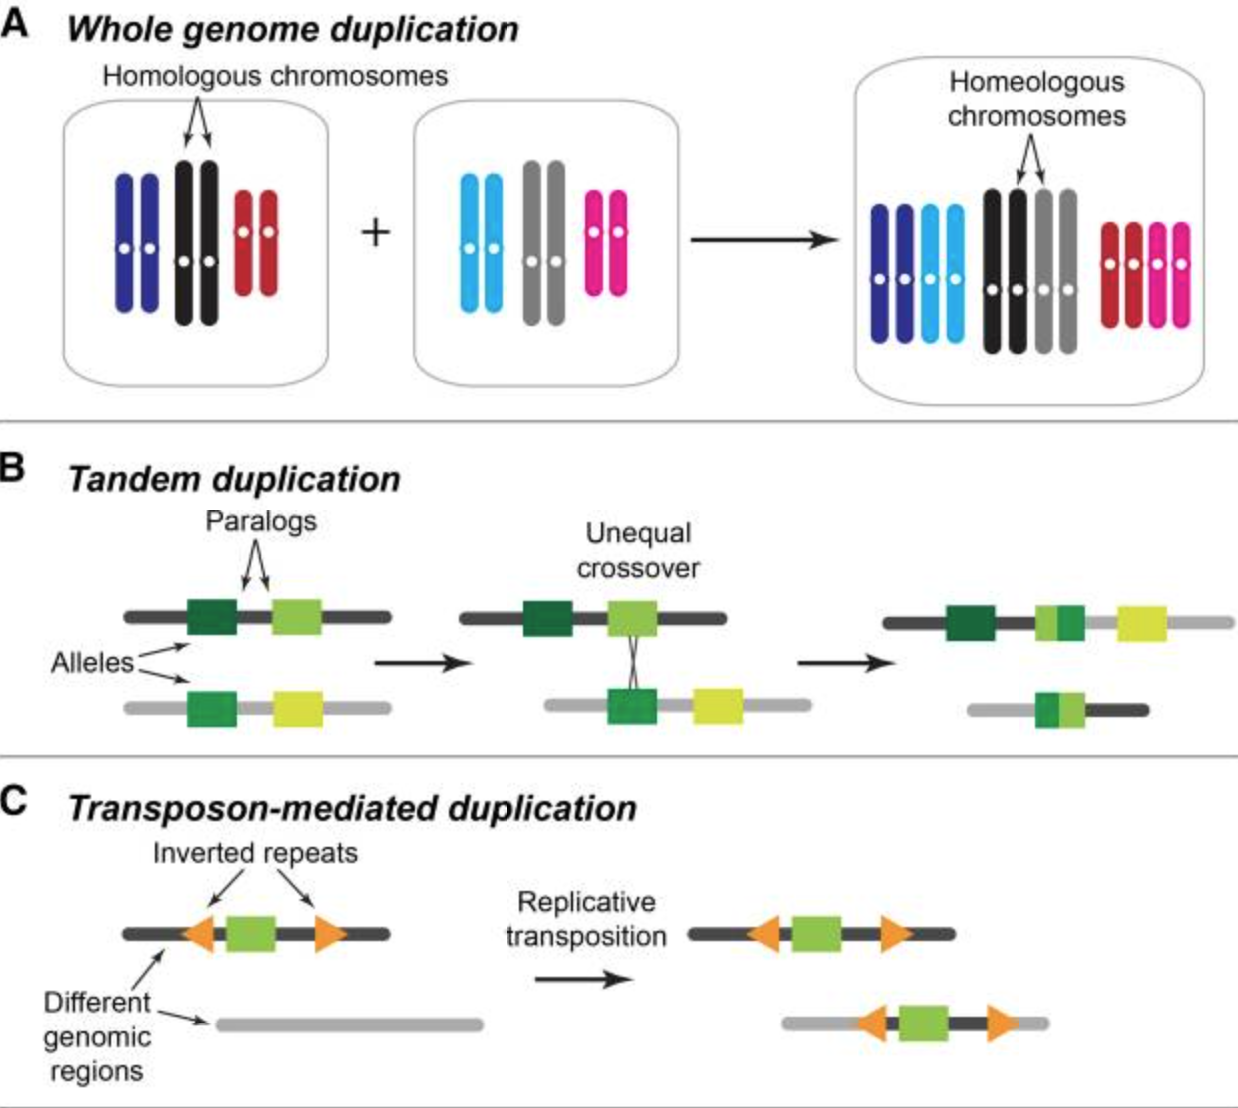 A Whole genome duplication
Homologous chromosomes
Homeologous
chromosomes
+
B Tandem duplication
Paralogs
Unequal
crossover
Alleles
C Transposon-mediated duplication
Inverted repeats
Replicative
transposition
Different
genomic
regions